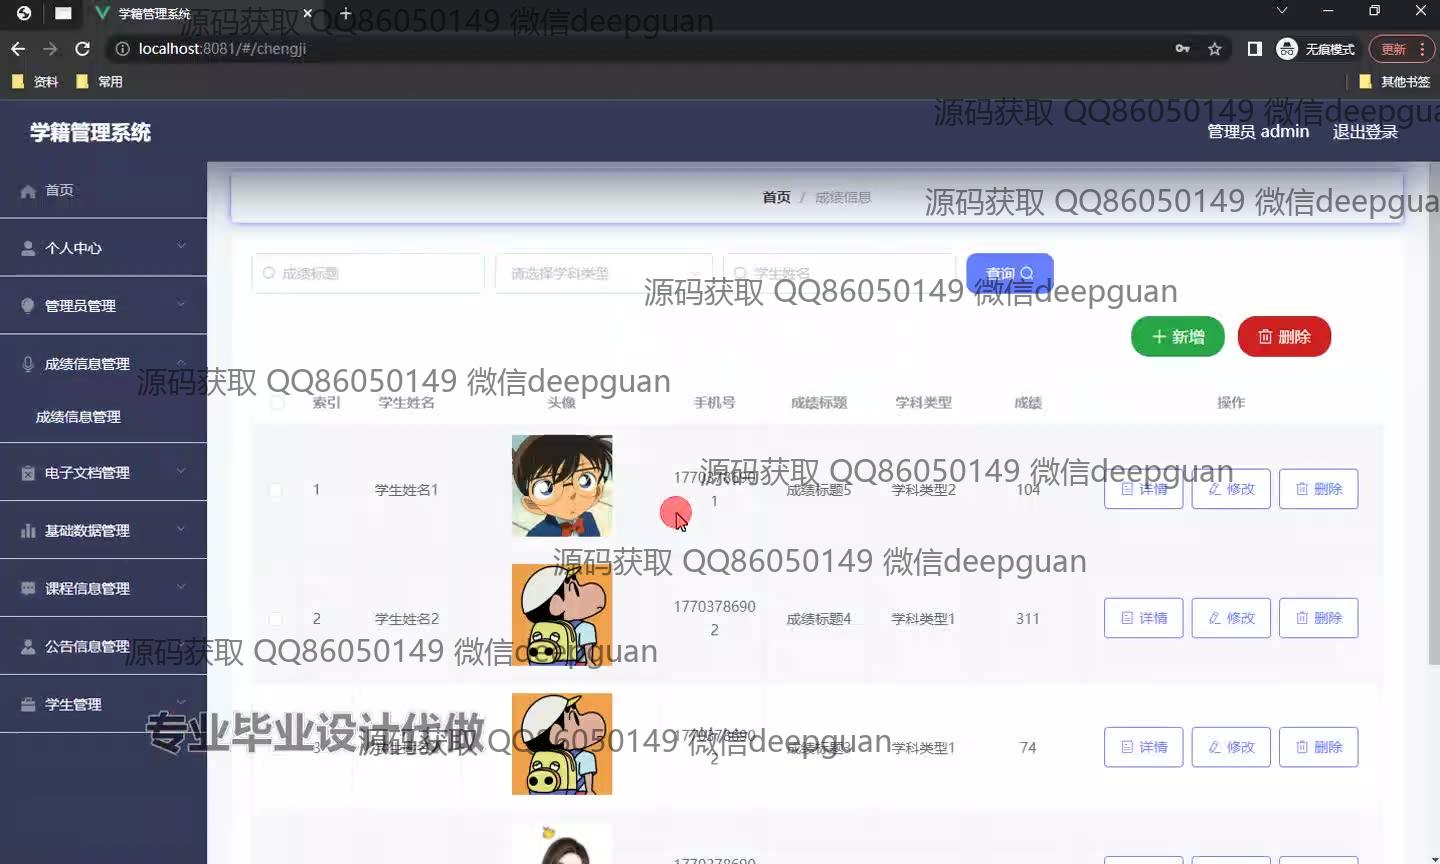 学籍管理系统
源码获取 QQ86050149 微信deepguan
localhost:8081/#/chengji
无痕模式
更新
资料
常用
其他书签
学籍管理系统
源码获取 QQ86050149 微信deepgua
管理员 admin
退出登录
首页
首页 / 成绩信息
源码获取 QQ86050149 微信deepgua
个人中心
成绩标题
请选择学科类型
学生姓名
查询
源码获取 QQ86050149 微信deepguan
管理员管理
新增
删除
成绩信息管理
源码获取 QQ86050149 微信deepguan
成绩信息管理
索引 学生姓名 头像 手机号 成绩标题 学科类型 成绩 操作
电子文档管理
源码获取 QQ86050149 微信deepguan
1 学生姓名1 1770378690
1 成绩标题5 学科类型2 104 详情 修改 删除
基础数据管理
源码获取 QQ86050149 微信deepguan
课程信息管理
2 学生姓名2 1770378690
2 成绩标题4 学科类型1 311 详情 修改 删除
公告信息管理
源码获取 QQ86050149 微信deepguan
学生管理
专业毕业设计代做
源码获取 QQ86050149 微信deepguan
3 1770378690
2 成绩标题3 学科类型1 74 详情 修改 删除
1770378690